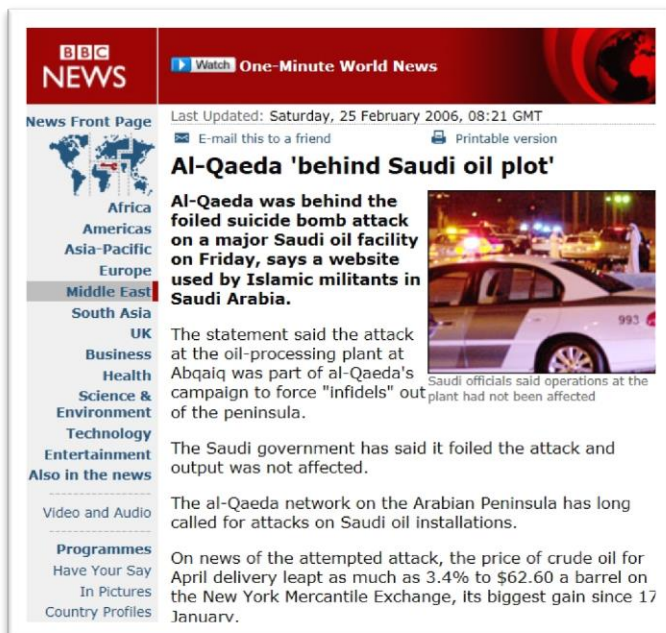 BBC
NEWS
Watch One-Minute World News
News Front Page
Africa
Americas
Asia-Pacific
Europe
Middle East
South Asia
UK
Business
Health
Science &
Environment
Technology
Entertainment
Also in the news
Video and Audio
Programmes
Have Your Say
In Pictures
Country Profiles
Last Updated: Saturday, 25 February 2006, 08:21 GMT
E-mail this to a friend
Printable version
Al-Qaeda 'behind Saudi oil plot'
Al-Qaeda was behind the
foiled suicide bomb attack
on a major Saudi oil facility
on Friday, says a website
used by Islamic militants in
Saudi Arabia.
993
Saudi officials said operations at the
plant had not been affected
The statement said the attack
at the oil-processing plant at
Abqaiq was part of al-Qaeda's
campaign to force "infidels" out
of the peninsula.
The Saudi government has said it foiled the attack and
output was not affected.
The al-Qaeda network on the Arabian Peninsula has long
called for attacks on Saudi oil installations.
On news of the attempted attack, the price of crude oil for
April delivery leapt as much as 3.4% to $62.60 a barrel on
the New York Mercantile Exchange, its biggest gain since 17
January.